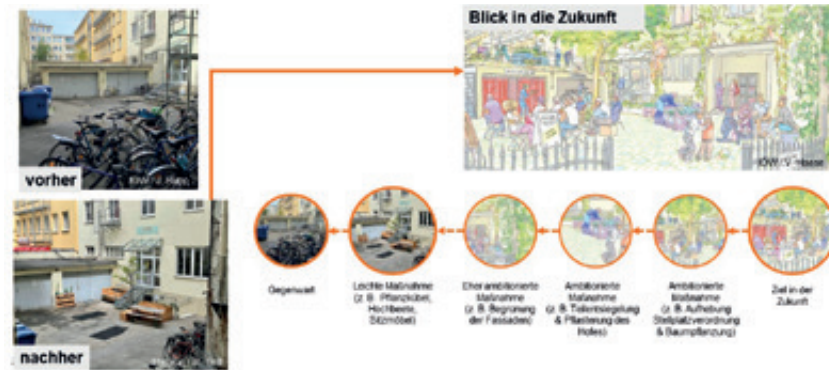 Blick in die Zukunft
vorher
nachher
Gegenwart
Leichte Maßnahme
(z. B. Pflanzkübel,
Hochbeete,
Sitzmöbel)
Eher ambitionierte
Maßnahme
(z. B. Begrünung
der Fassaden)
Ambitionierte
Maßnahme
(z. B. Teilentsiegelung
& Pflasterung des
Hofes)
Ambitionierte
Maßnahme
(z. B. Aufhebung
Stellplatzverordnung
& Baumpflanzung)
Ziel in der
Zukunft